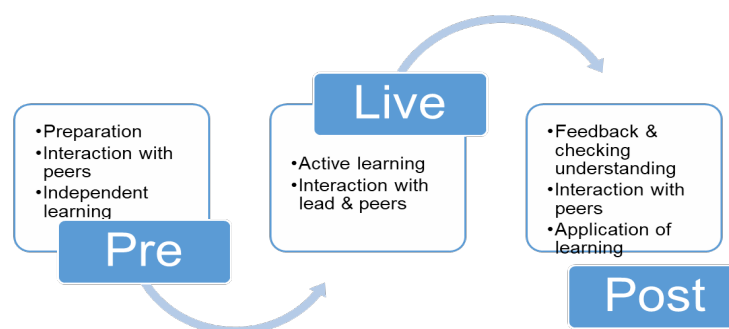 •Preparation
•Interaction with
peers
•Independent
learning
Pre
Live
•Active learning
•Interaction with
lead & peers
•Feedback &
checking
understanding
•Interaction with
peers
•Application of
learning
Post